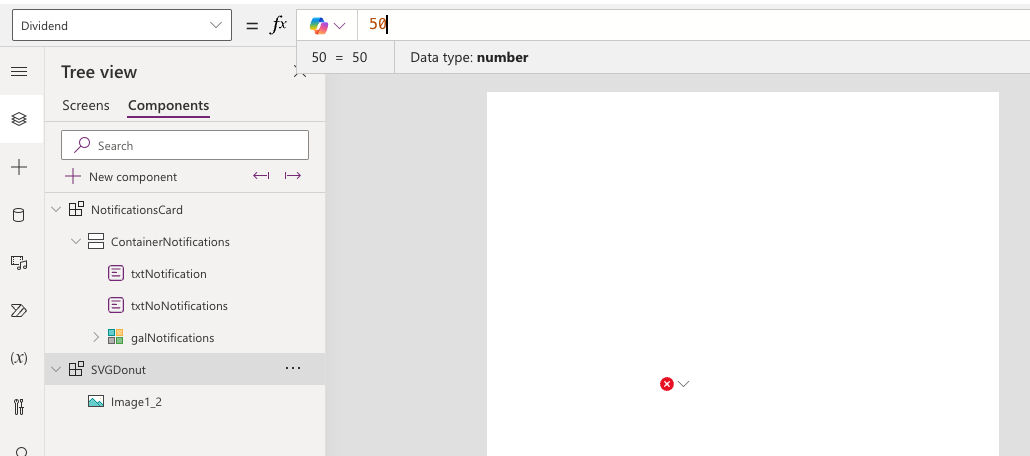 Dividend
= fx
50
50 = 50
Data type: number
Tree view
Screens
Components
Search
New component
NotificationsCard
ContainerNotifications
txtNotification
txtNoNotifications
galNotifications
SVGDonut
...
Image1_2
(x)